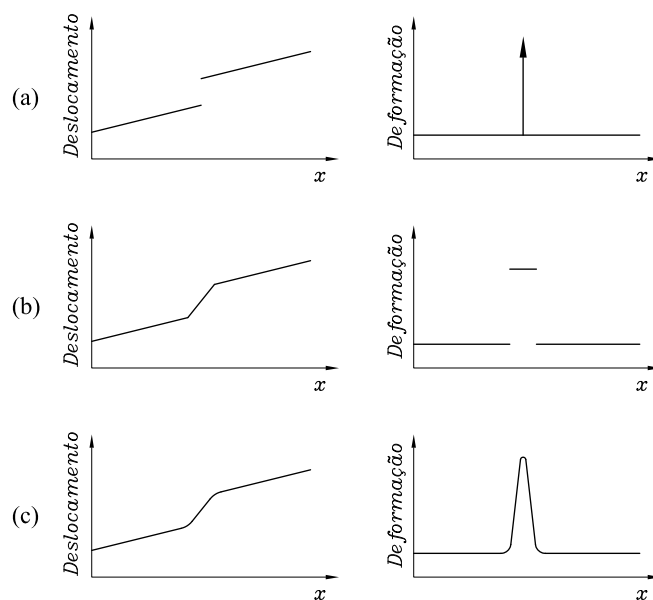 (a)
Deslocamento
x
Deformação
x
(b)
Deslocamento
x
Deformação
x
(c)
Deslocamento
x
Deformação
x